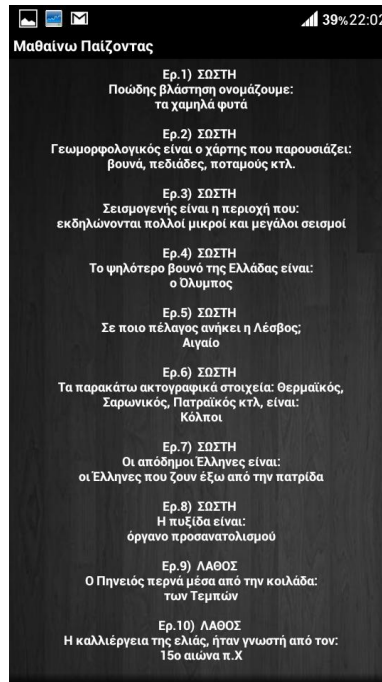 39% 22:02
Μαθαίνω Παίζοντας
Ερ.1) ΣΩΣΤΗ
Ποώδης βλάστηση ονομάζουμε:
τα χαμηλά φυτά
Ερ.2) ΣΩΣΤΗ
Γεωμορφολογικός είναι ο χάρτης που παρουσιάζει:
βουνά, πεδιάδες, ποταμούς κτλ.
Ερ.3) ΣΩΣΤΗ
Σεισμογενής είναι η περιοχή που:
εκδηλώνονται πολλοί μικροί και μεγάλοι σεισμοί
Ερ.4) ΣΩΣΤΗ
Το ψηλότερο βουνό της Ελλάδας είναι:
ο Όλυμπος
Ερ.5) ΣΩΣΤΗ
Σε ποιο πέλαγος ανήκει η Λέσβος;
Αιγαίο
Ερ.6) ΣΩΣΤΗ
Τα παρακάτω ακτογραφικά στοιχεία: Θερμαϊκός,
Σαρωνικός, Πατραϊκός κτλ, είναι:
Κόλποι
Ερ.7) ΣΩΣΤΗ
Οι απόδημοι Έλληνες είναι:
οι Έλληνες που ζουν έξω από την πατρίδα
Ερ.8) ΣΩΣΤΗ
Η πυξίδα είναι:
όργανο προσανατολισμού
Ερ.9) ΛΑΘΟΣ
Ο Πηνειός περνά μέσα από την κοιλάδα:
των Τεμπών
Ερ.10) ΛΑΘΟΣ
Η καλλιέργεια της ελιάς, ήταν γνωστή από τον:
15ο αιώνα π.Χ